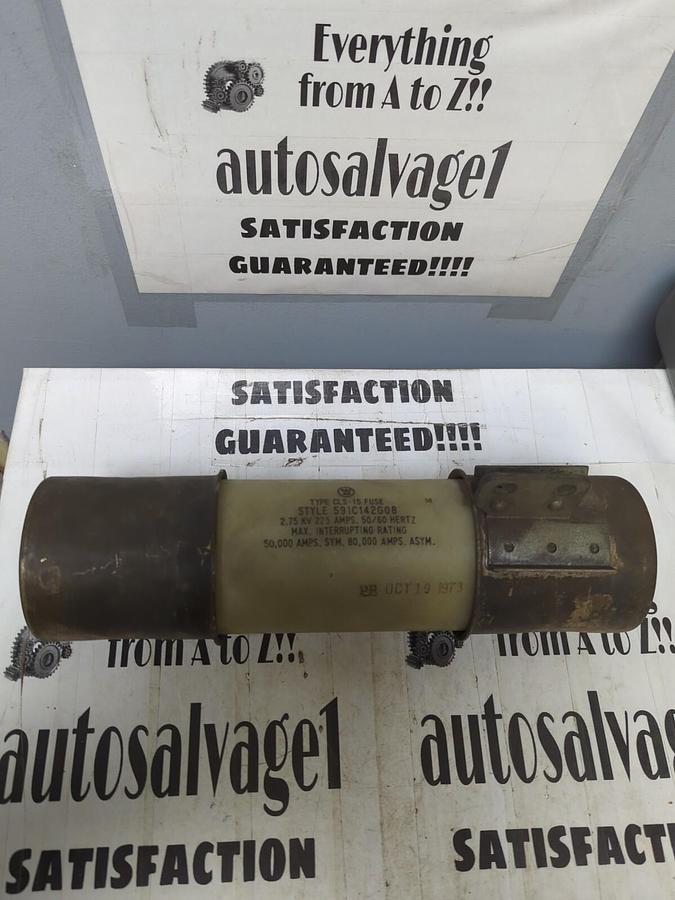 Everything
from A to Z!!
autosalvage1
SATISFACTION
GUARANTEED!!!!
SATISFACTION
GUARANTEED!!!!
W
TYPE CLS-15 FUSE
STYLE 591C142G08
2.75 KV 225 AMPS. 50/60 HERTZ
MAX. INTERRUPTING RATING
50,000 AMPS. SYM. 80,000 AMPS. ASYM.
OCT 19 1973
from A to Z!!
from A to Z!!
autosalvage1
autosalvag
SATISFACTION
SATISFACTI